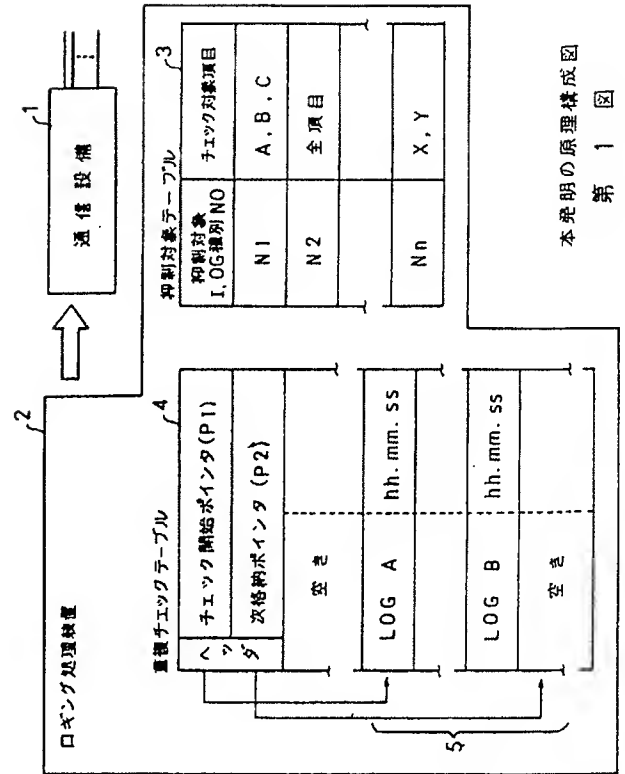 1
通信設備
2
ロギング処理装置
重複チェックテーブル
4
ヘッダ
チェック開始ポインタ(P1)
次格納ポインタ(P2)
空き
LOG A
hh.mm.ss
LOG B
hh.mm.ss
空き
5
抑制対象テーブル
3
抑制対象
I,OG種別NO
チェック対象項目
N1
A,B,C
N2
全項目
Nn
X,Y
本発明の原理構成図
第 1 図